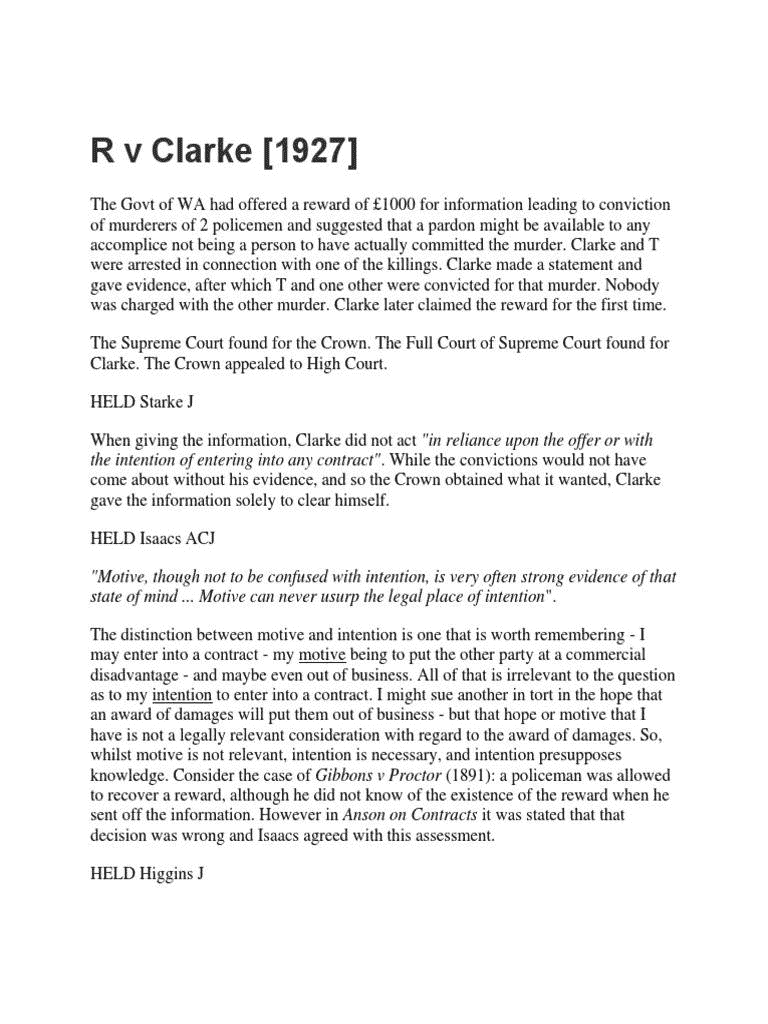 R v Clarke [1927]
The Govt of WA had offered a reward of £1000 for information leading to conviction
of murderers of 2 policemen and suggested that a pardon might be available to any
accomplice not being a person to have actually committed the murder. Clarke and T
were arrested in connection with one of the killings. Clarke made a statement and
gave evidence, after which T and one other were convicted for that murder. Nobody
was charged with the other murder. Clarke later claimed the reward for the first time.
The Supreme Court found for the Crown. The Full Court of Supreme Court found for
Clarke. The Crown appealed to High Court.
HELD Starke J
When giving the information, Clarke did not act "in reliance upon the offer or with
the intention of entering into any contract". While the convictions would not have
come about without his evidence, and so the Crown obtained what it wanted, Clarke
gave the information solely to clear himself.
HELD Isaacs ACJ
"Motive, though not to be confused with intention, is very often strong evidence of that
state of mind ... Motive can never usurp the legal place of intention".
The distinction between motive and intention is one that is worth remembering - I
may enter into a contract - my motive being to put the other party at a commercial
disadvantage - and maybe even out of business. All of that is irrelevant to the question
as to my intention to enter into a contract. I might sue another in tort in the hope that
an award of damages will put them out of business - but that hope or motive that I
have is not a legally relevant consideration with regard to the award of damages. So,
whilst motive is not relevant, intention is necessary, and intention presupposes
knowledge. Consider the case of Gibbons v Proctor (1891): a policeman was allowed
to recover a reward, although he did not know of the existence of the reward when he
sent off the information. However in Anson on Contracts it was stated that that
decision was wrong and Isaacs agreed with this assessment.
HELD Higgins J